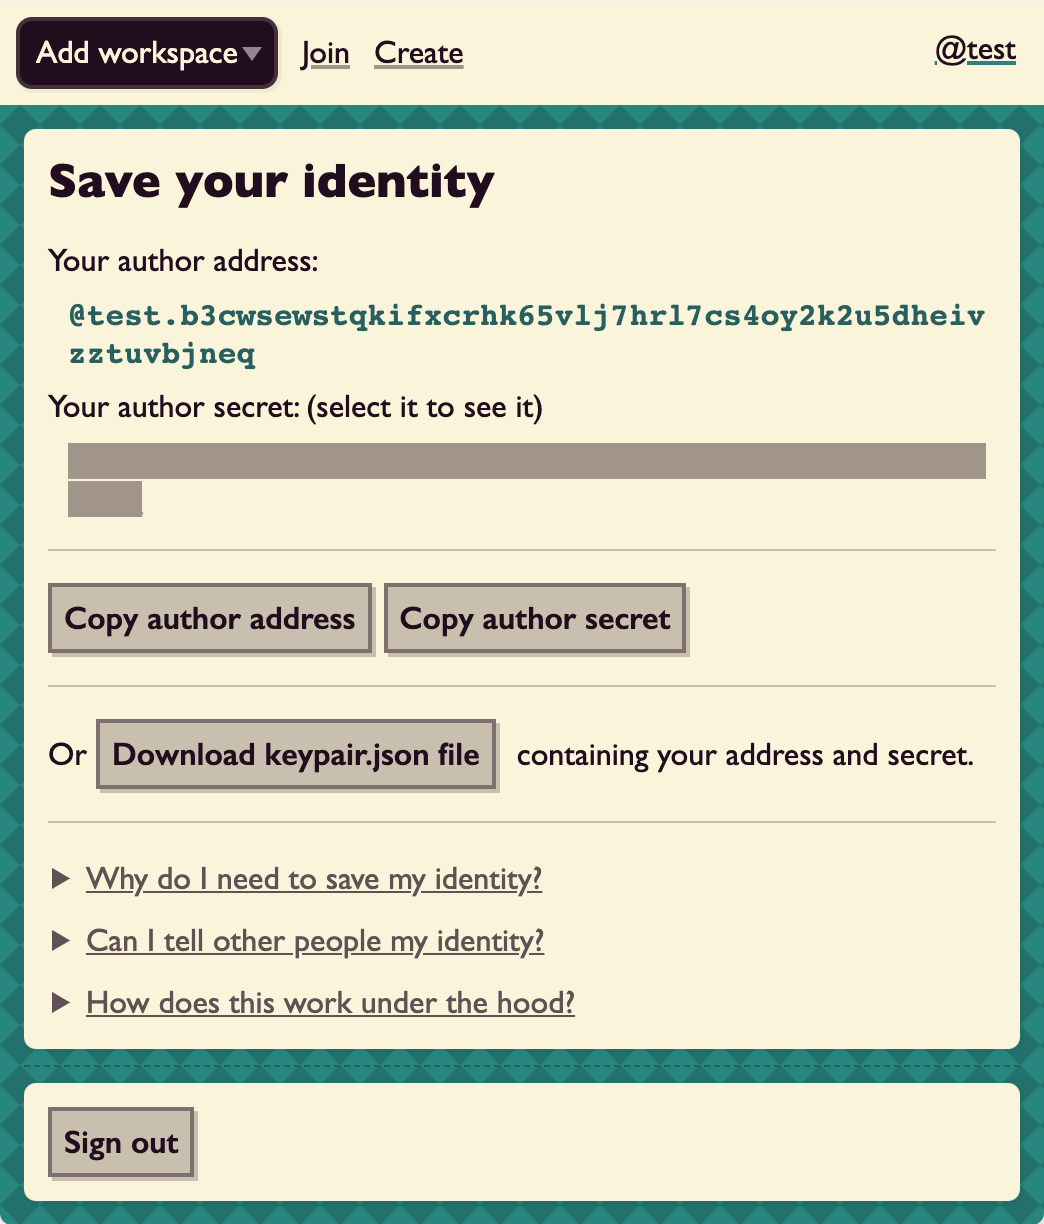 Add workspace Join Create @test
Save your identity
Your author address:
@test.b3cwsewstqkifxcrhk65vlj7hrl7cs4oy2k2u5dheiv
zztuvbjneq
Your author secret: (select it to see it)
Copy author address Copy author secret
Or Download keypair.json file containing your address and secret.
Why do I need to save my identity?
Can I tell other people my identity?
How does this work under the hood?
Sign out